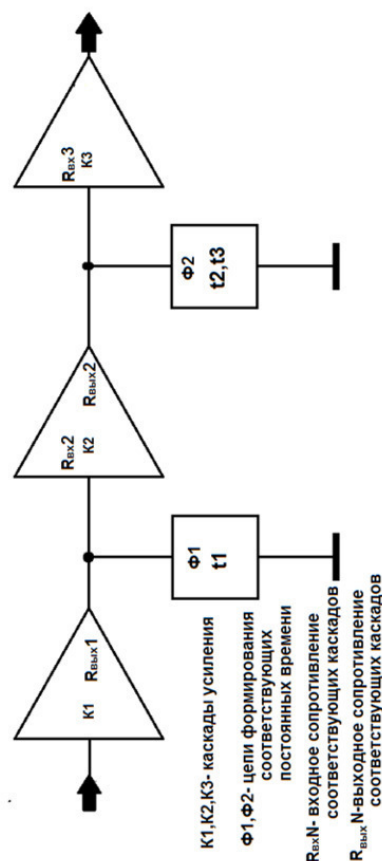 К1
Rвых1
Rвх2
К2
Rвых2
Rвх3
К3
Ф1
t1
Ф2
t2,t3
К1,К2,К3- каскады усиления
Ф1,Ф2- цепи формирования
соответствующих
постоянных времени
RвхN- входное сопротивление
соответствующих каскадов
RвыхN-выходное сопротивление
соответствующих каскадов